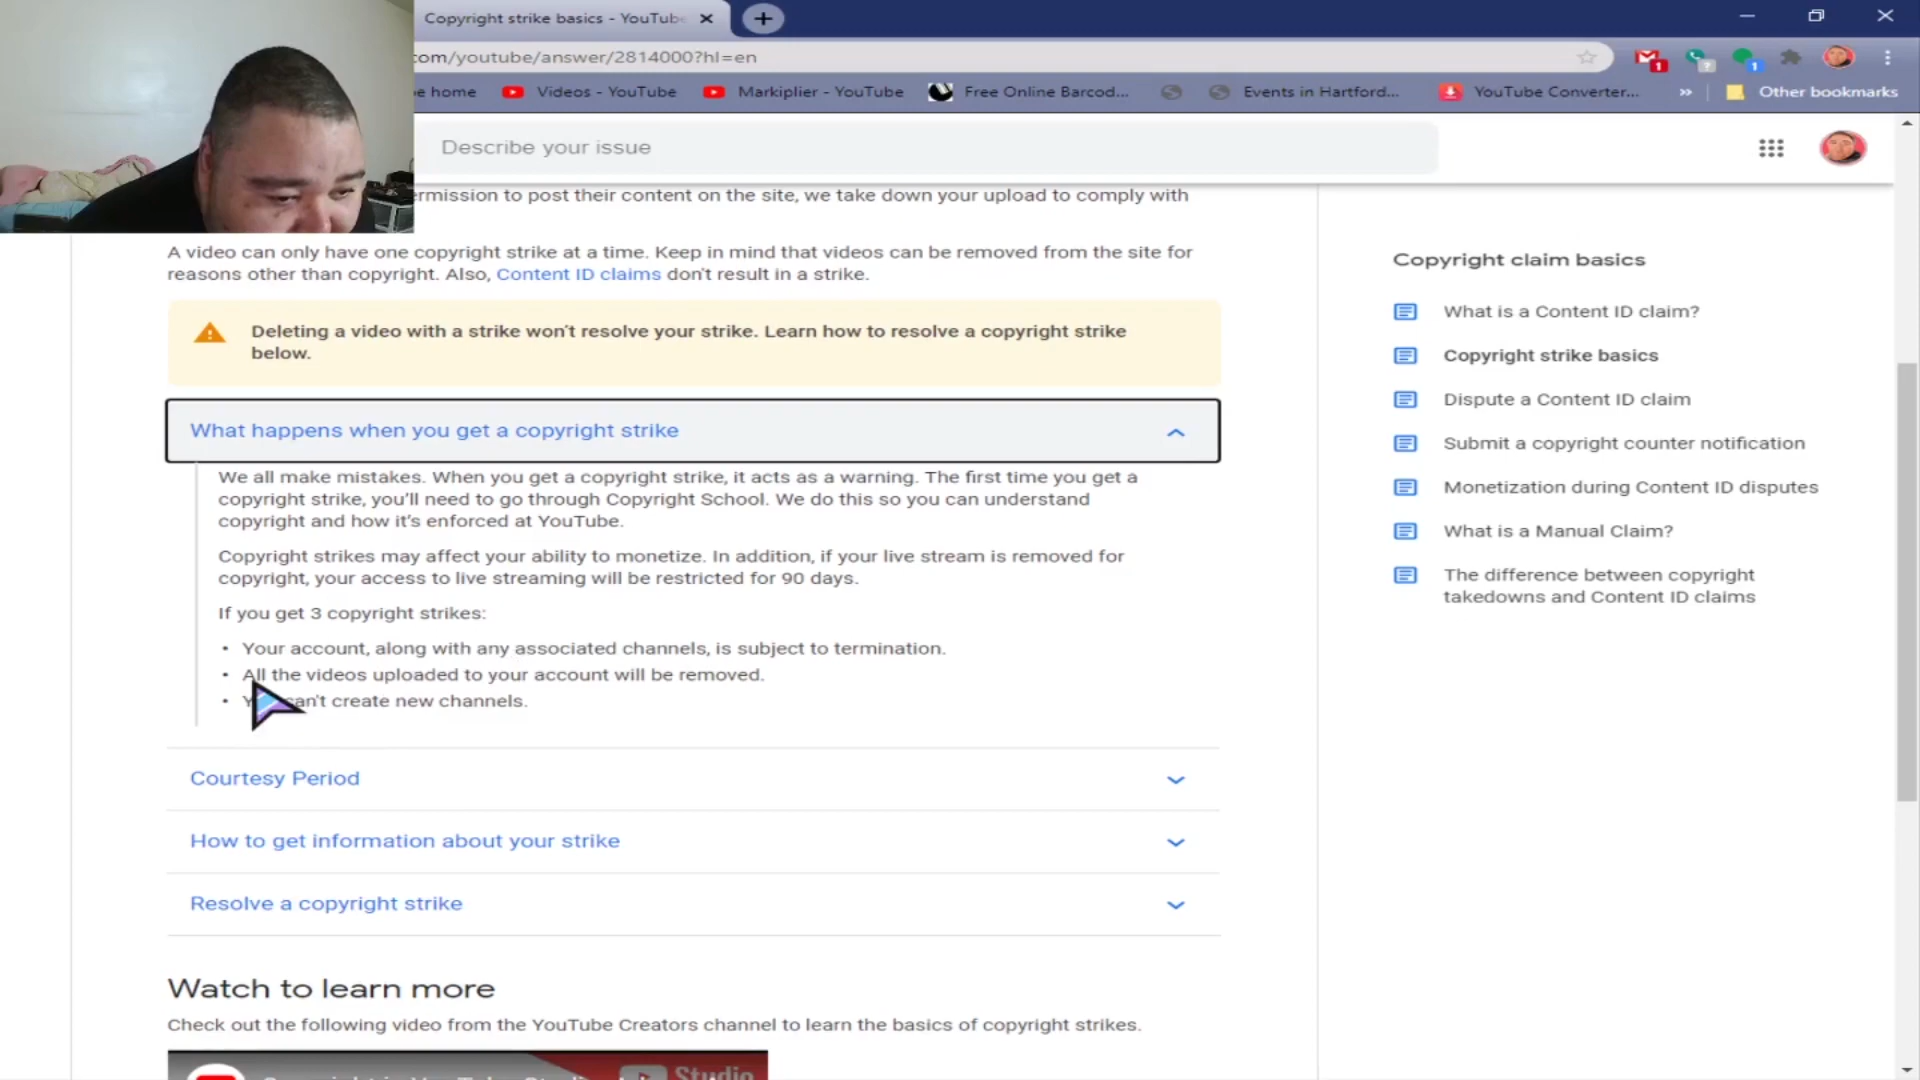 Copyright strike basics - YouTube
com/youtube/answer/2814000?hl=en
1
?
1
e home
Videos - YouTube
Markiplier - YouTube
Free Online Barcod...
Events in Hartford...
YouTube Converter...
»
Other bookmarks
Describe your issue
rmission to post their content on the site, we take down your upload to comply with
A video can only have one copyright strike at a time. Keep in mind that videos can be removed from the site for
reasons other than copyright. Also, Content ID claims don't result in a strike.
Deleting a video with a strike won't resolve your strike. Learn how to resolve a copyright strike
below.
What happens when you get a copyright strike
We all make mistakes. When you get a copyright strike, it acts as a warning. The first time you get a
copyright strike, you'll need to go through Copyright School. We do this so you can understand
copyright and how it's enforced at YouTube.
Copyright strikes may affect your ability to monetize. In addition, if your live stream is removed for
copyright, your access to live streaming will be restricted for 90 days.
If you get 3 copyright strikes:
• Your account, along with any associated channels, is subject to termination.
• All the videos uploaded to your account will be removed.
• Y an't create new channels.
Courtesy Period
How to get information about your strike
Resolve a copyright strike
Watch to learn more
Check out the following video from the YouTube Creators channel to learn the basics of copyright strikes.
Studio
Copyright claim basics
What is a Content ID claim?
Copyright strike basics
Dispute a Content ID claim
Submit a copyright counter notification
Monetization during Content ID disputes
What is a Manual Claim?
The difference between copyright
takedowns and Content ID claims